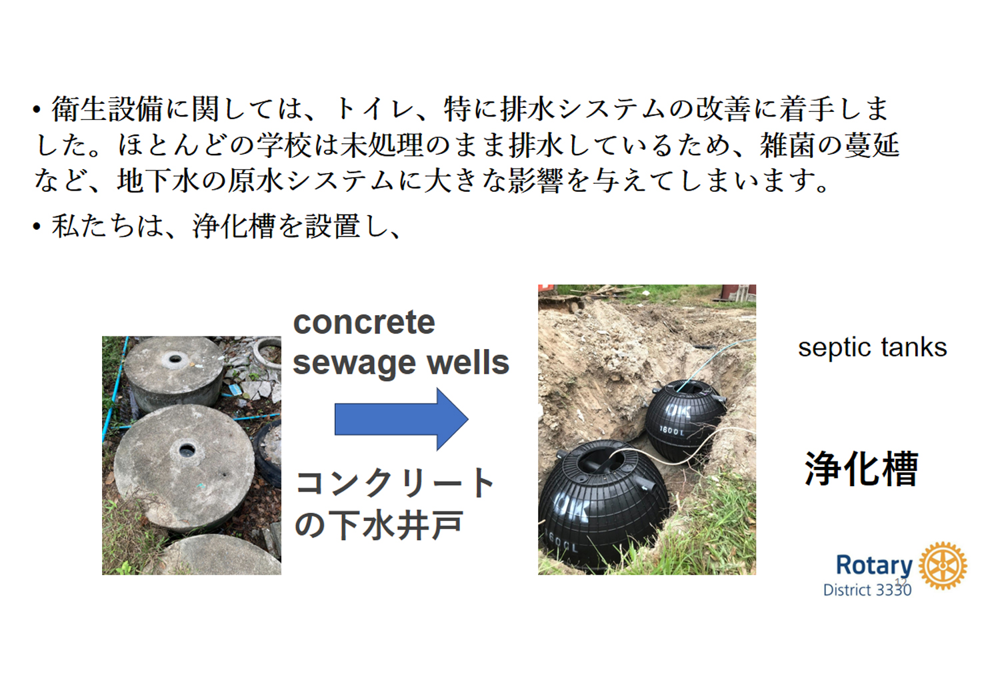 • 衛生設備に関しては、トイレ、特に排水システムの改善に着手しま
した。ほとんどの学校は未処理のまま排水しているため、雑菌の蔓延
など、地下水の原水システムに大きな影響を与えてしまいます。
• 私たちは、浄化槽を設置し、
concrete
sewage wells
コンクリート
の下水井戸
1600L
1600L
septic tanks
浄化槽
Rotary
District 3330
12